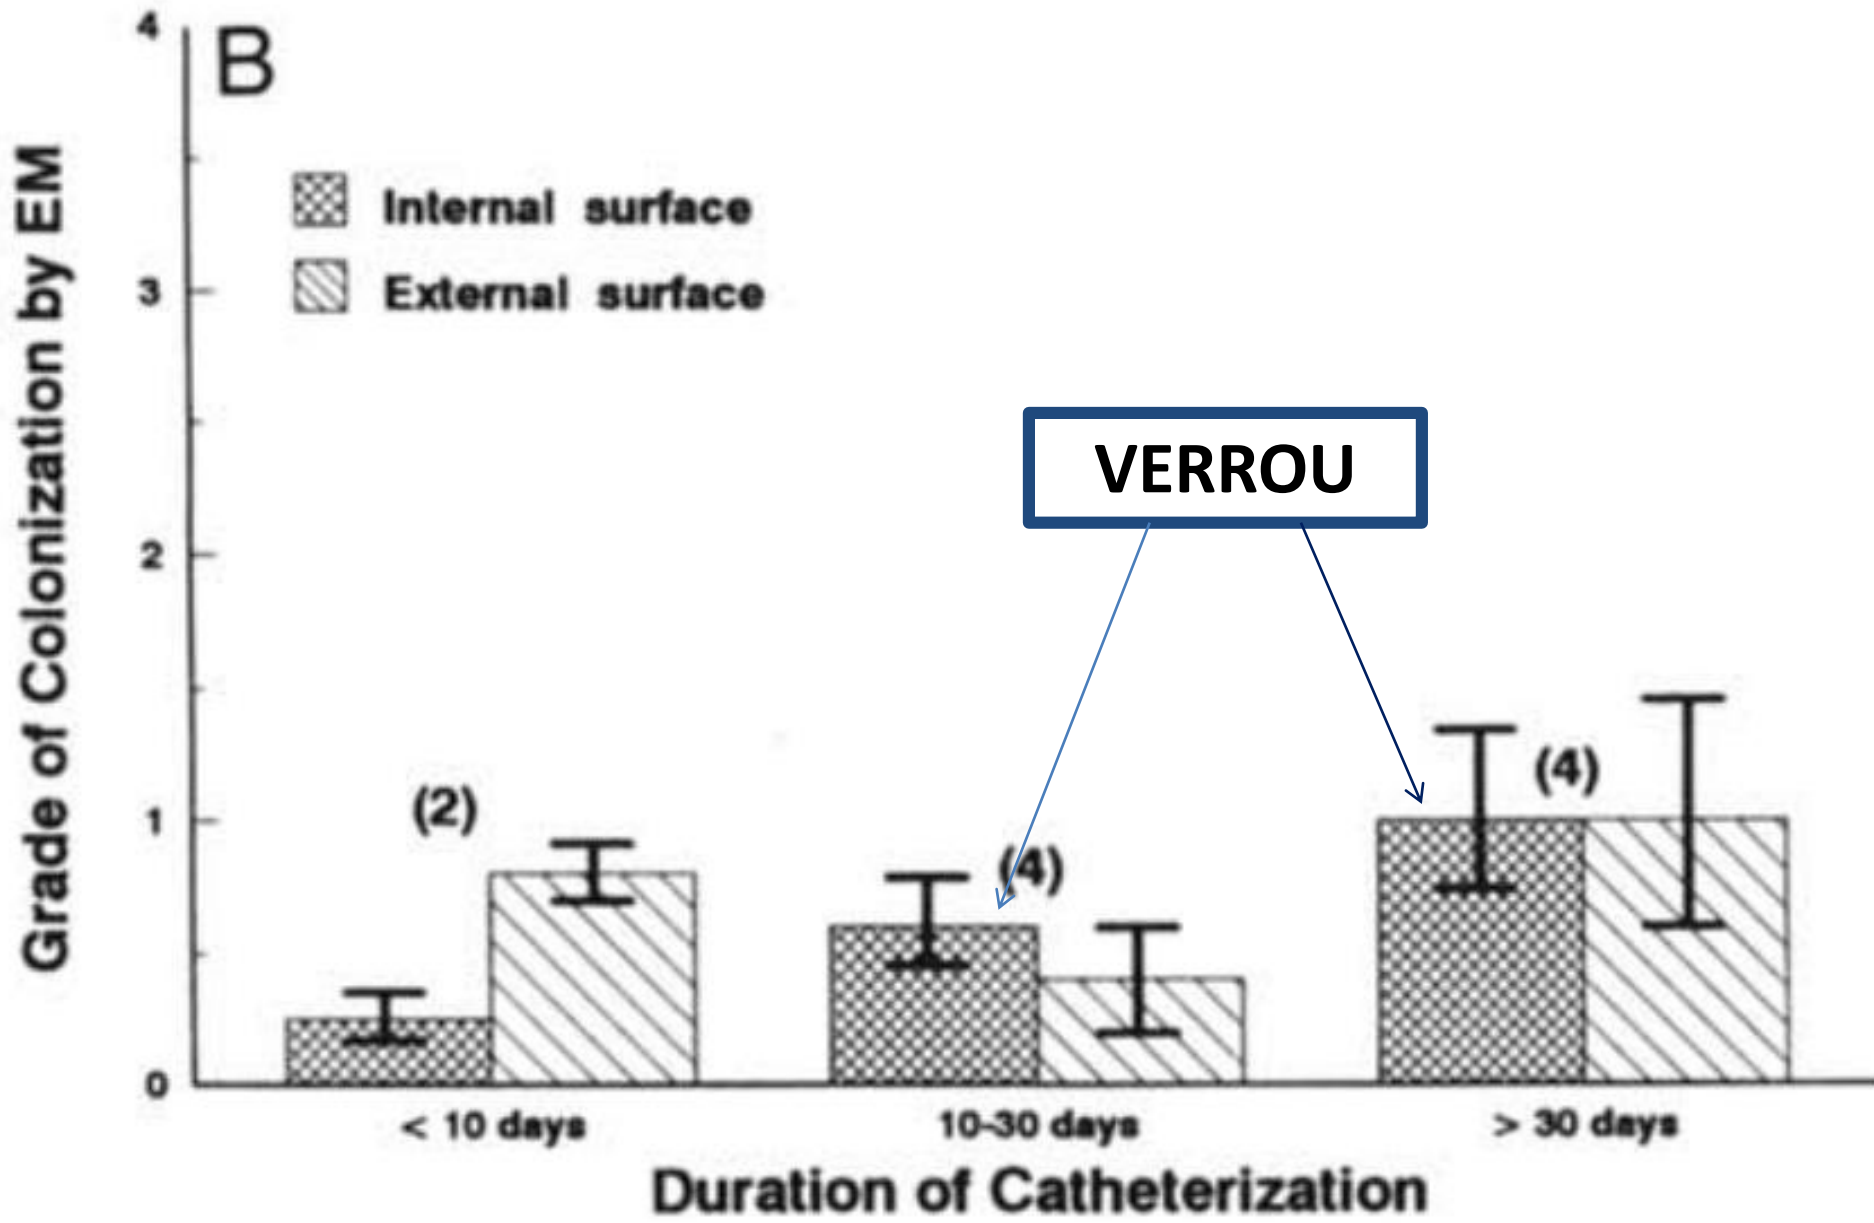 B
4
3
2
1
0
Grade of Colonization by EM
Internal surface
External surface
VERROU
(2)
(4)
(4)
< 10 days
10-30 days
> 30 days
Duration of Catheterization